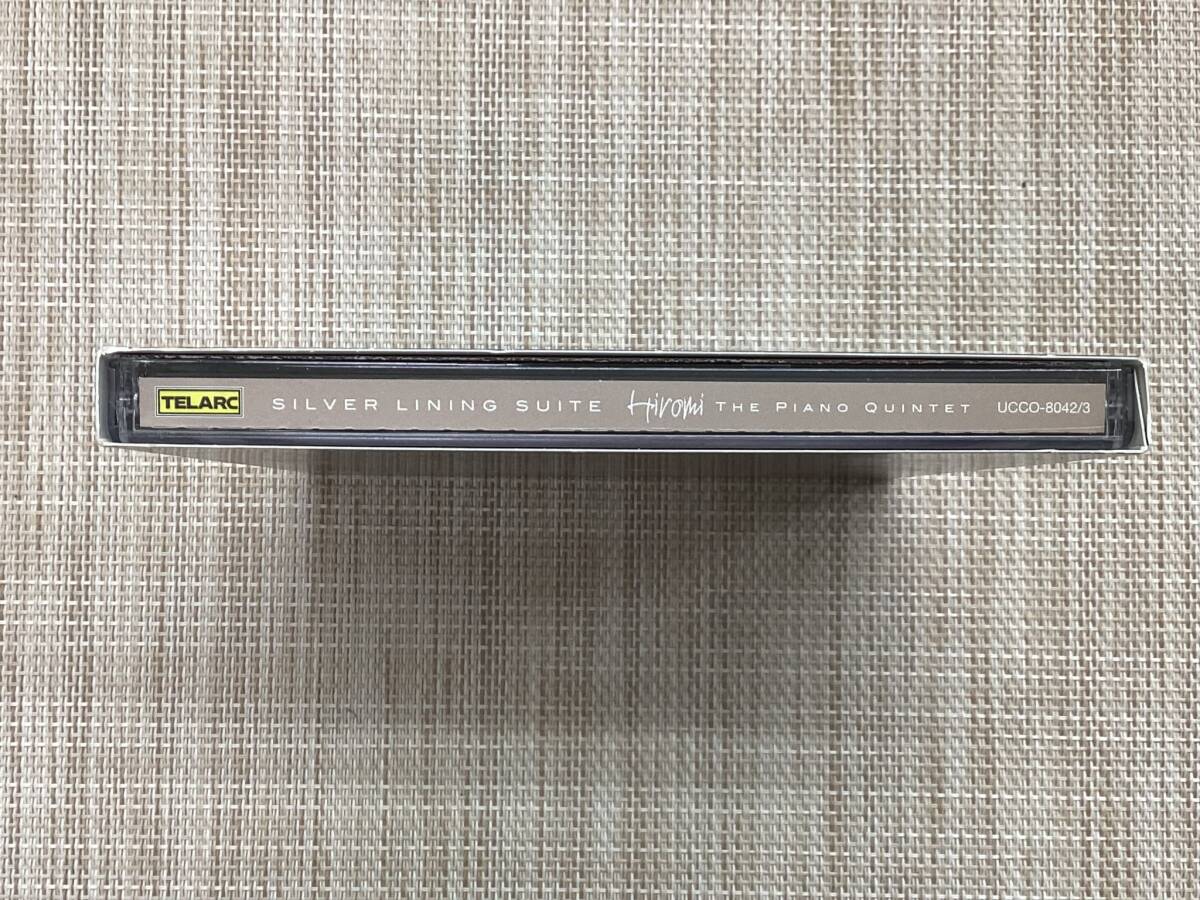 TELARC SILVER LINING SUITE Hiromi THE PIANO QUINTET UCCO-8042/3